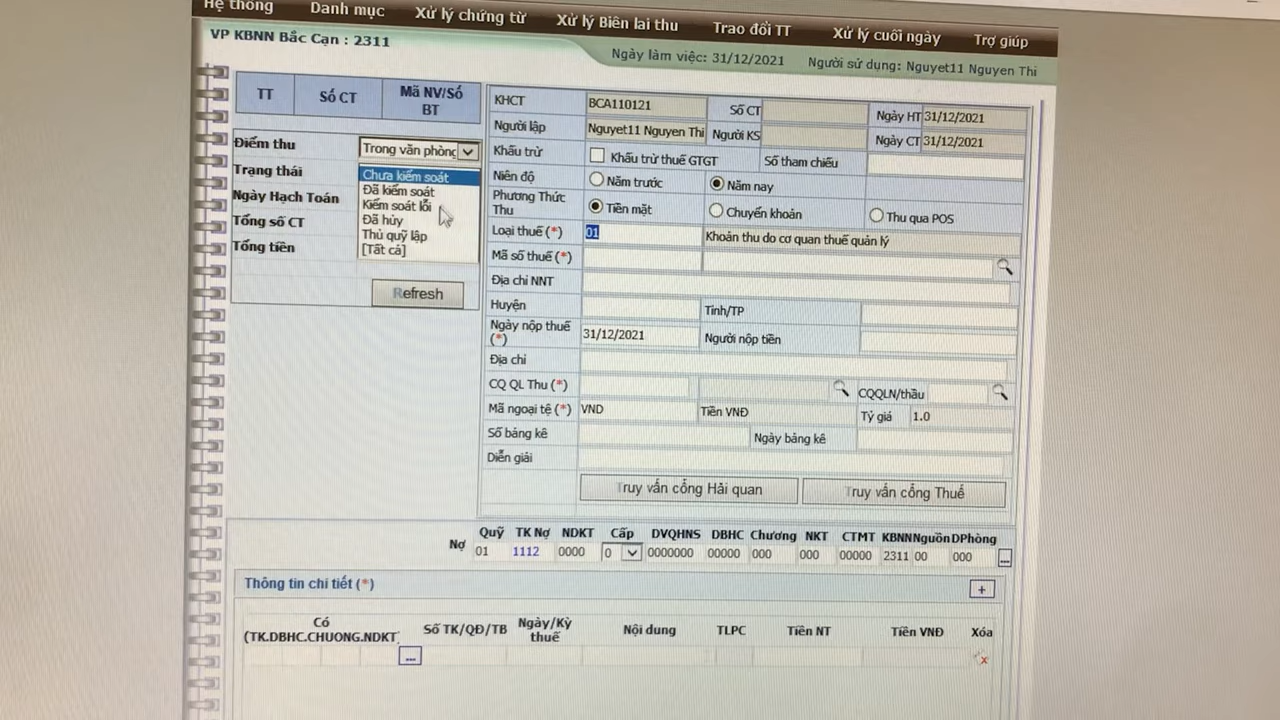 Hệ thống Danh mục Xử lý chứng từ Xử lý Biên lai thu Trao đổi TT Xử lý cuối ngày Trợ giúp
VP KBNN Bắc Cạn : 2311
Ngày làm việc: 31/12/2021 Người sử dụng: Nguyet11 Nguyen Thi
TT Số CT Mã NV/Số BT
Điểm thu Trong văn phòng
Trạng thái
Chưa kiểm soát
Đã kiểm soát
Ngày Hạch Toán
Kiểm soát lỗi
Đã hủy
Tổng số CT
Thủ quỹ lập
Tổng tiền
[Tất cả]
Refresh
KHCT BCA110121 Số CT Ngày HT 31/12/2021
Người lập Nguyet11 Nguyen Thi Người KS Ngày CT 31/12/2021
Khấu trừ Khấu trừ thuế GTGT Số tham chiếu
Niên độ Năm trước Năm nay
Phương Thức Thu Tiền mặt Chuyển khoản Thu qua POS
Loại thuế (*) 01 Khoản thu do cơ quan thuế quản lý
Mã số thuế (*)
Địa chỉ NNT
Huyện Tỉnh/TP
Ngày nộp thuế (*) 31/12/2021 Người nộp tiền
Địa chỉ
CQ QL Thu (*) CQQLN/thầu
Mã ngoại tệ (*) VND Tiền VNĐ Tỷ giá 1.0
Số bảng kê Ngày bảng kê
Diễn giải
Truy vấn cổng Hải quan Truy vấn cổng Thuế
Quỹ TK Nợ NDKT Cấp DVQHNS DBHC Chương NKT CTMT KBNN Nguồn DPhòng
Nợ 01 1112 0000 0 0000000 00000 000 000 00000 2311 00 000 ...
Thông tin chi tiết (*) +
Có
(TK.DBHC.CHUONG.NDKT Số TK/QĐ/TB Ngày/Kỳ thuế Nội dung TLPC Tiền NT Tiền VNĐ Xóa
... x